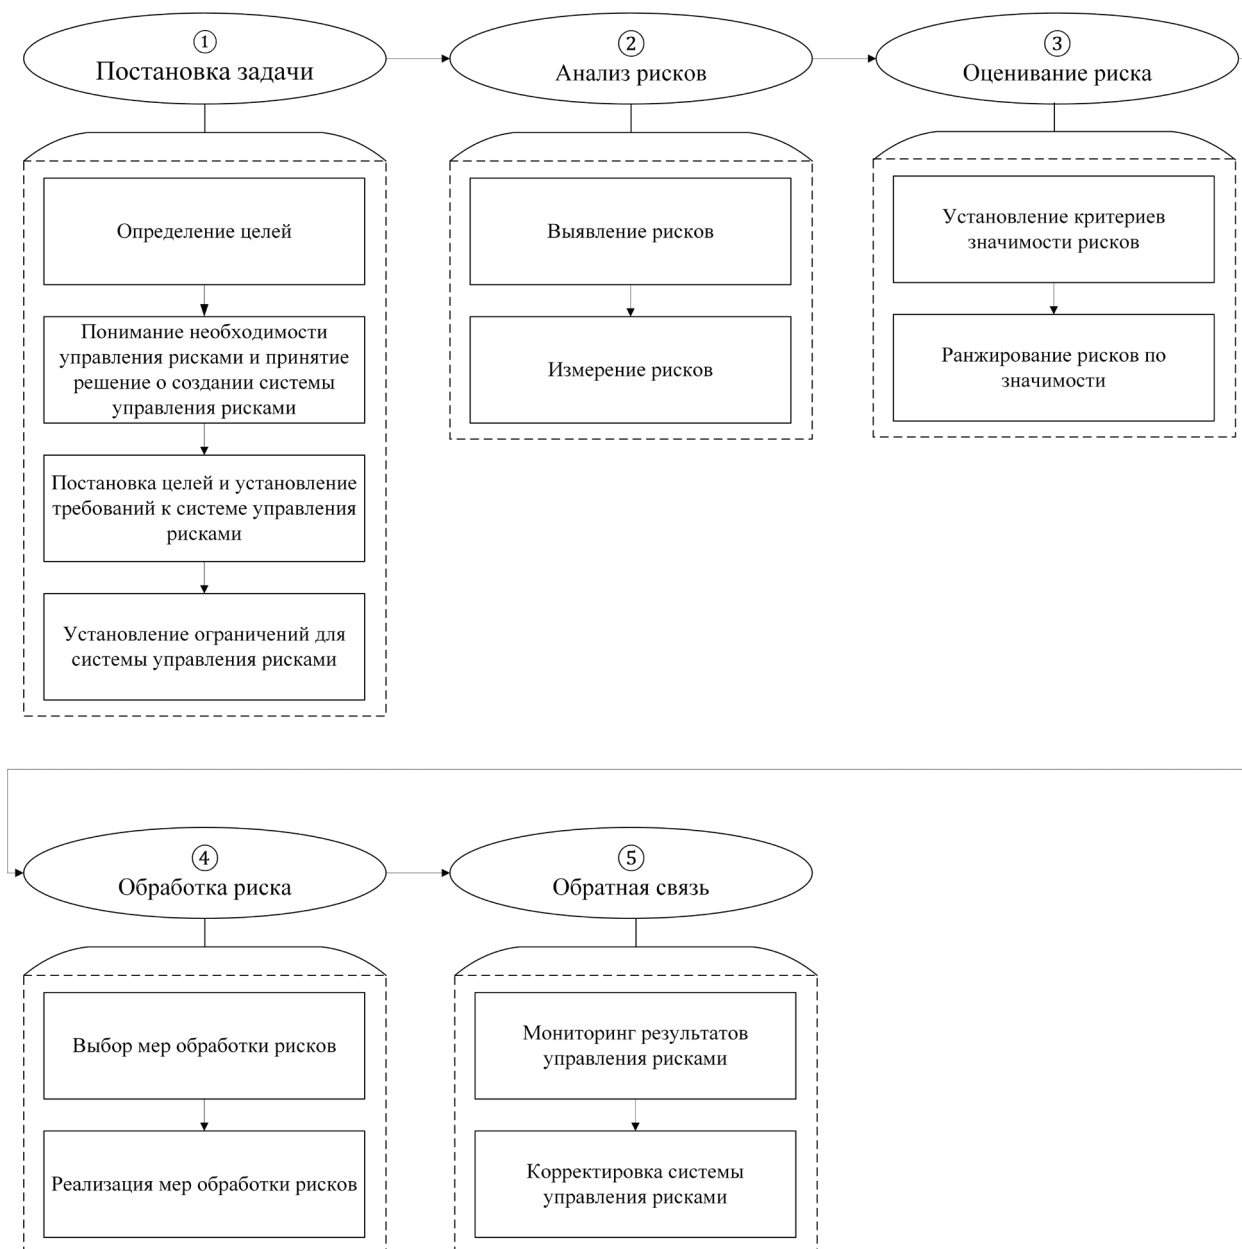 ①
Постановка задачи
Определение целей
Понимание необходимости
управления рисками и принятие
решение о создании системы
управления рисками
Постановка целей и установление
требований к системе управления
рисками
Установление ограничений для
системы управления рисками
②
Анализ рисков
Выявление рисков
Измерение рисков
③
Оценивание риска
Установление критериев
значимости рисков
Ранжирование рисков по
значимости
④
Обработка риска
Выбор мер обработки рисков
Реализация мер обработки рисков
⑤
Обратная связь
Мониторинг результатов
управления рисками
Корректировка системы
управления рисками